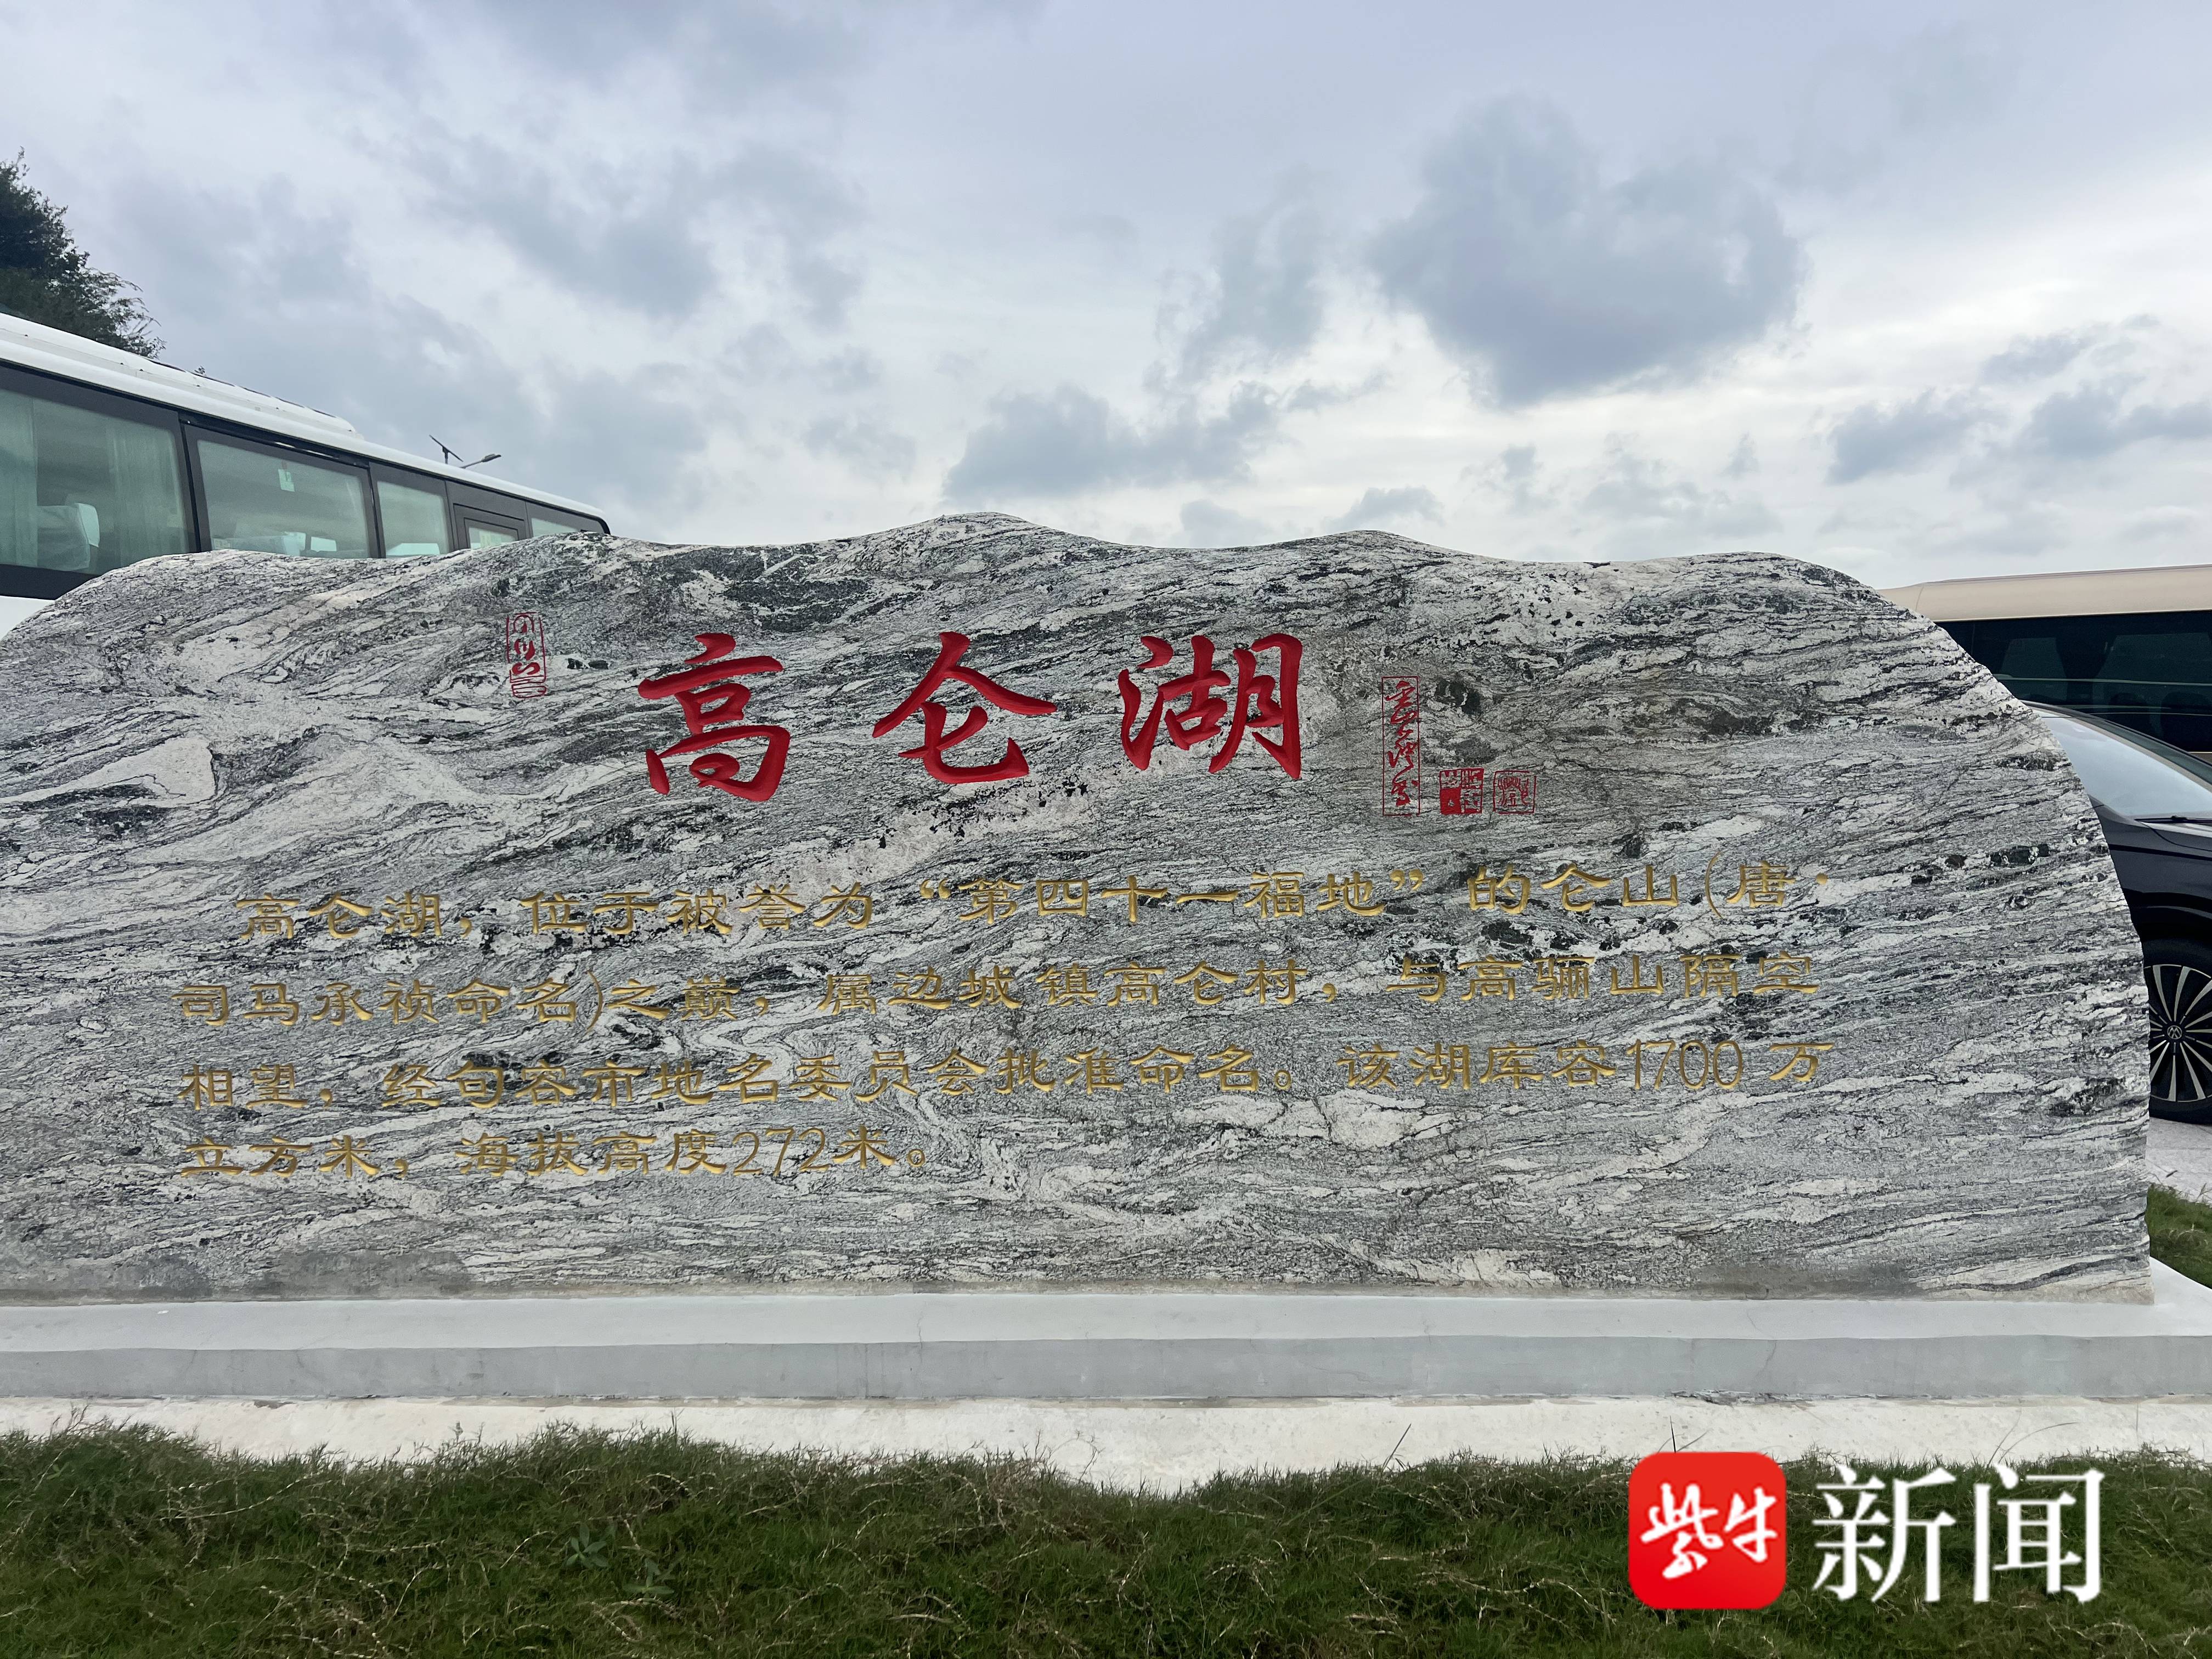 高仑湖
高仑湖，位于被誉为“第四十一福地”的仑山(唐·
司马承祯命名)之巅，属边城镇高仑村，与高骊山隔空
相望，经句容市地名委员会批准命名。该湖库容1700万
立方米，海拔高度272米。
紫牛新闻